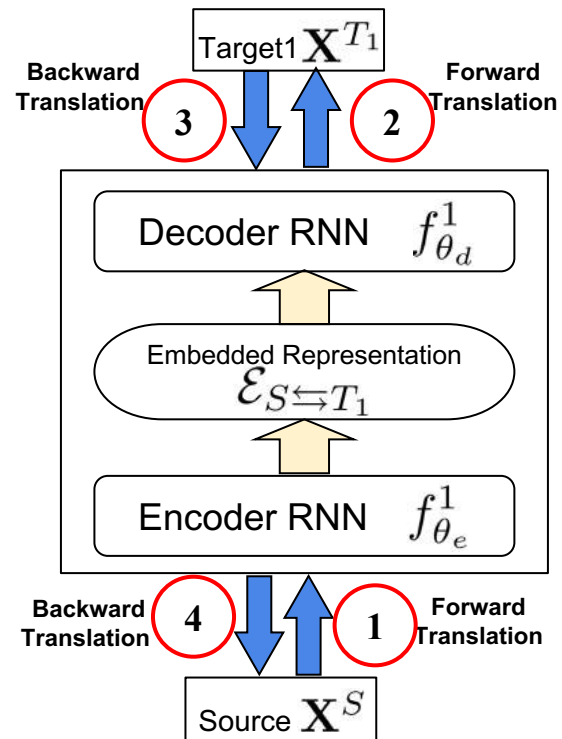 Target1 X^{T_1}
Backward
Translation
3
2
Forward
Translation
Decoder RNN f^1_{θ_d}
Embedded Representation
ℰ_{S⇆T_1}
Encoder RNN f^1_{θ_e}
Backward
Translation
4
1
Forward
Translation
Source X^S